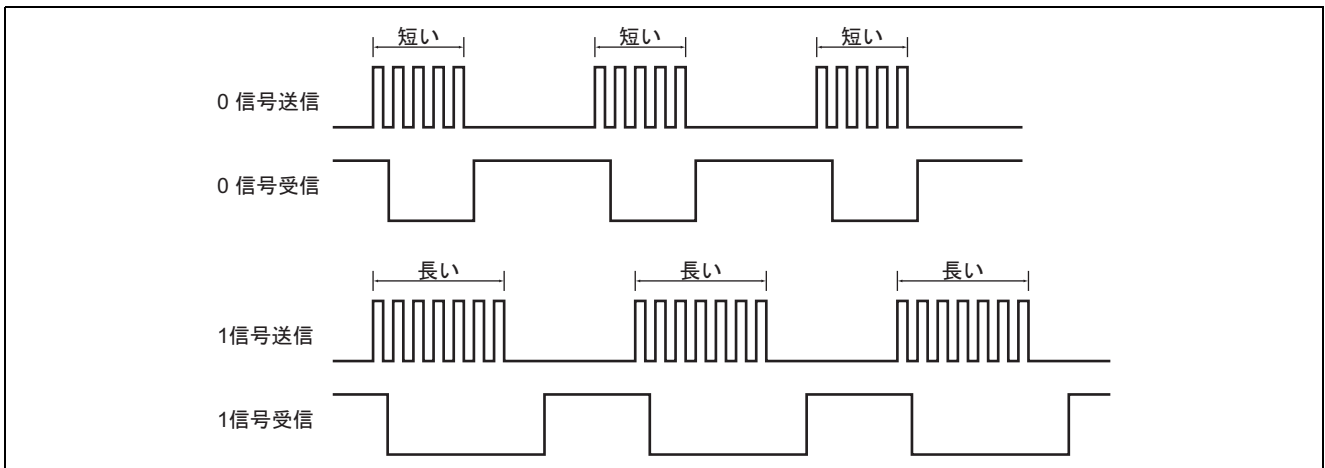 短い 短い 短い
0 信号送信
0 信号受信
長い 長い 長い
1信号送信
1信号受信